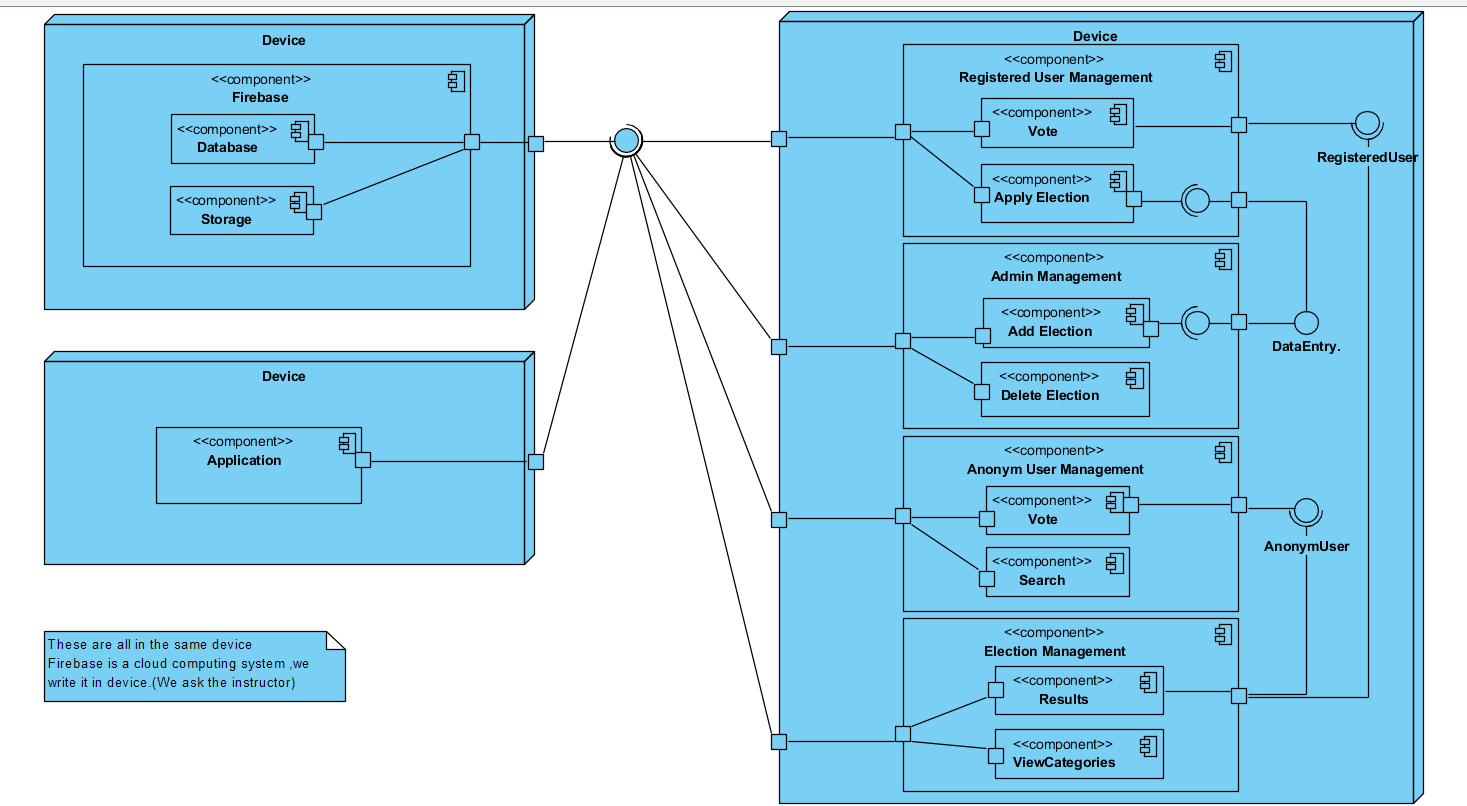 Device
<<component>>
Firebase
<<component>>
Database
<<component>>
Storage
Device
<<component>>
Application
These are all in the same device
Firebase is a cloud computing system ,we
write it in device.(We ask the instructor)
Device
<<component>>
Registered User Management
<<component>>
Vote
<<component>>
Apply Election
RegisteredUser
<<component>>
Admin Management
<<component>>
Add Election
<<component>>
Delete Election
DataEntry.
<<component>>
Anonym User Management
<<component>>
Vote
<<component>>
Search
AnonymUser
<<component>>
Election Management
<<component>>
Results
<<component>>
ViewCategories